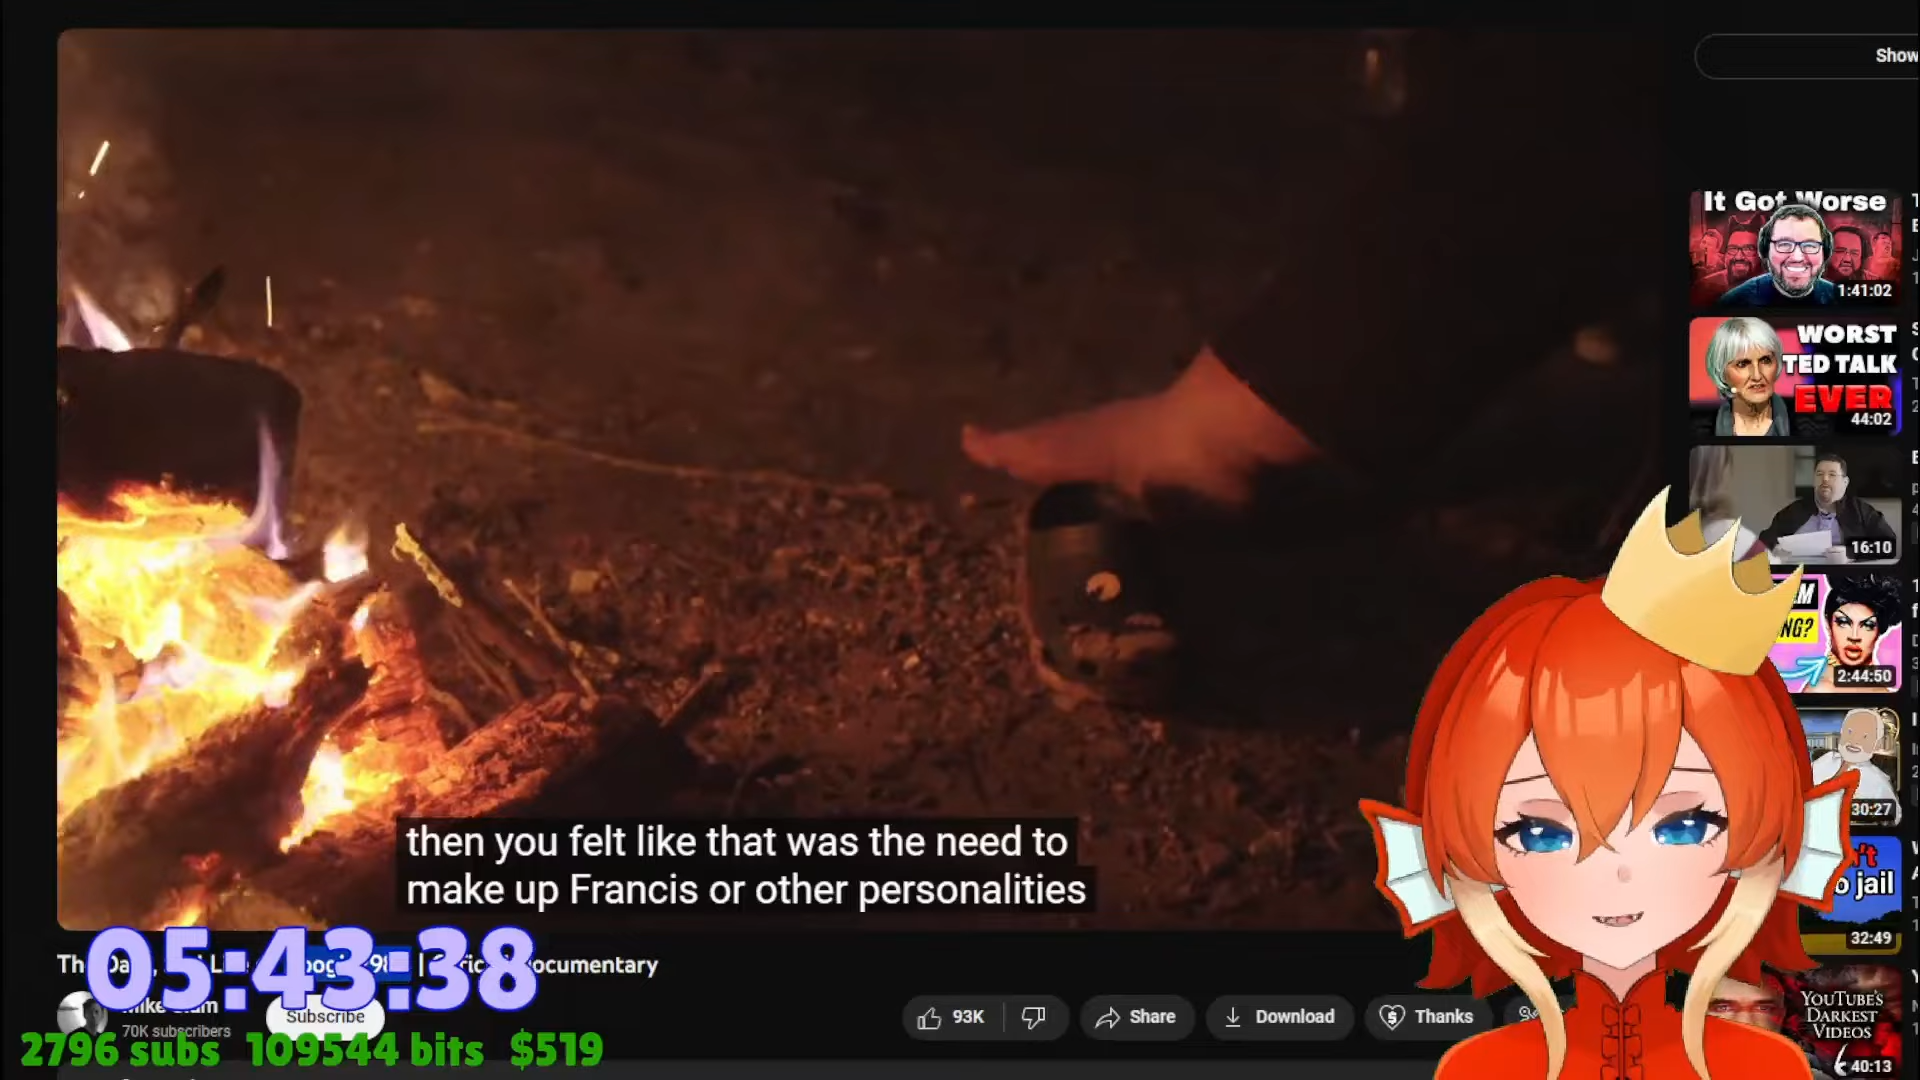 Show
It Got Worse
1:41:02
WORST
TED TALK
EVER
44:02
16:10
NG?
2:44:50
30:27
o jail
32:49
YOUTUBE'S
DARKEST
VIDEOS
40:13
then you felt like that was the need to
make up Francis or other personalities
05:43:38
ocumentary
70K subscribers
Subscribe
93K
Share
Download
Thanks
2796 subs 109544 bits $519